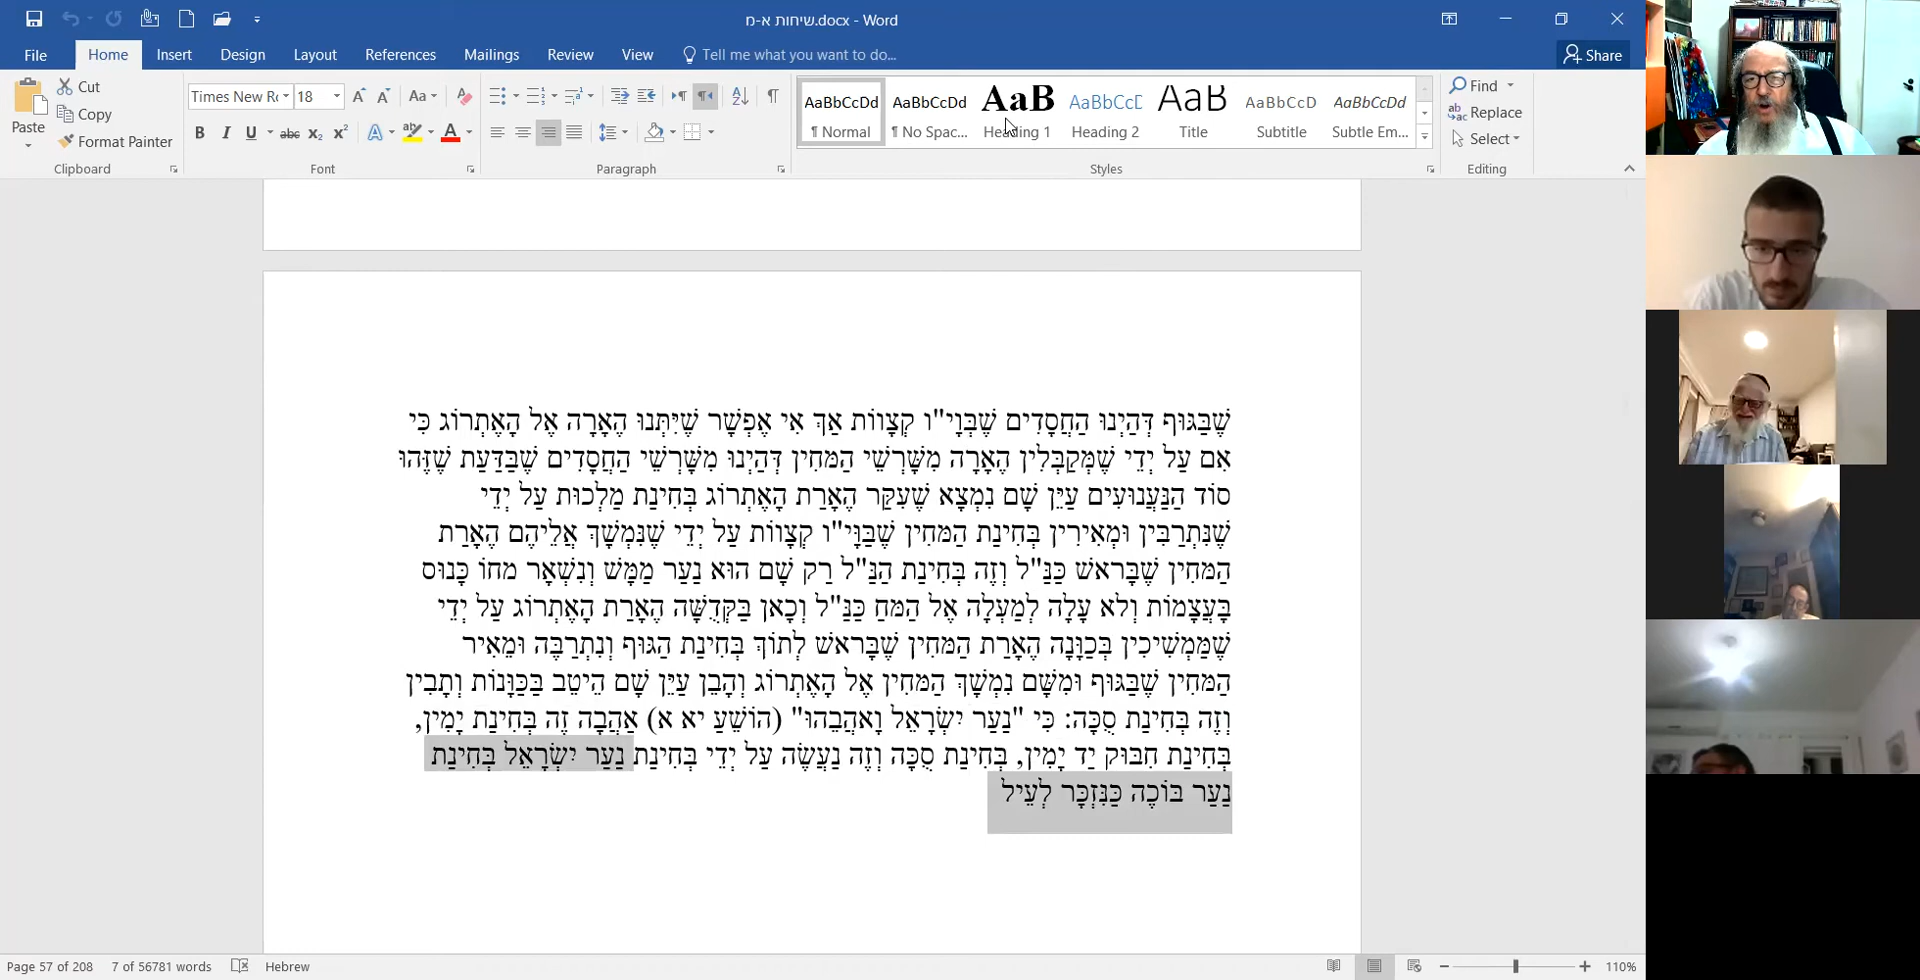 שיחות א-מ.docx - Word
File Home Insert Design Layout References Mailings Review View Tell me what you want to do... Share
Paste Cut Copy Format Painter
Times New Ro 18 Aa
B I U abc x₂ x² A A
AaBbCcDd AaBbCcDd AaB AaBbCcD AaB AaBbCcD AaBbCcDd
¶ Normal ¶ No Spac... Heading 1 Heading 2 Title Subtitle Subtle Em...
Find Replace Select
Clipboard Font Paragraph Styles Editing
שֶׁבַּגּוּף דְּהַיְנוּ הַחֲסָדִים שֶׁבְּוָי"ו קְצָווֹת אַךְ אִי אֶפְשָׁר שֶׁיִּתְּנוּ הֶאָרָה אֶל הָאֶתְרוֹג כִּי
אִם עַל יְדֵי שֶׁמְּקַבְּלִין הֶאָרָה מִשָּׁרְשֵׁי הַמֹּחִין דְּהַיְנוּ מִשָּׁרְשֵׁי הַחֲסָדִים שֶׁבַּדַּעַת שֶׁזֶּהוּ
סוֹד הַנַּעֲנוּעִים עַיֵּן שָׁם נִמְצָא שֶׁעִקַּר הֶאָרַת הָאֶתְרוֹג בְּחִינַת מַלְכוּת עַל יְדֵי
שֶׁנִּתְרַבִּין וּמְאִירִין בְּחִינַת הַמֹּחִין שֶׁבַּוָּי"ו קְצָווֹת עַל יְדֵי שֶׁנִּמְשָׁךְ אֲלֵיהֶם הֶאָרַת
הַמֹּחִין שֶׁבָּרֹאשׁ כַּנַּ"ל וְזֶה בְּחִינַת הַנַּ"ל רַק שָׁם הוּא נַעַר מַמָּשׁ וְנִשְׁאָר מֹחוֹ כָּנוּס
בָּעֲצָמוֹת וְלֹא עָלָה לְמַעְלָה אֶל הַמֹּחַ כַּנַּ"ל וְכָאן בַּקְּדֻשָּׁה הֶאָרַת הָאֶתְרוֹג עַל יְדֵי
שֶׁמַּמְשִׁיכִין בְּכַוָּנָה הֶאָרַת הַמֹּחִין שֶׁבָּרֹאשׁ לְתוֹךְ בְּחִינַת הַגּוּף וְנִתְרַבֶּה וּמֵאִיר
הַמֹּחִין שֶׁבַּגּוּף וּמִשָּׁם נִמְשָׁךְ הַמֹּחִין אֶל הָאֶתְרוֹג וְהָבֵן עַיֵּן שָׁם הֵיטֵב בַּכַּוָּנוֹת וְתָבִין
וְזֶה בְּחִינַת סֻכָּה: כִּי "נַעַר יִשְׂרָאֵל וָאֹהֲבֵהוּ" (הוֹשֵׁעַ יא א) אַהֲבָה זֶה בְּחִינַת יָמִין,
בְּחִינַת חִבּוּק יַד יָמִין, בְּחִינַת סֻכָּה וְזֶה נַעֲשֶׂה עַל יְדֵי בְּחִינַת נַעַר יִשְׂרָאֵל בְּחִינַת
נַעַר בּוֹכֶה כַּנִּזְכָּר לְעֵיל
Page 57 of 208 7 of 56781 words Hebrew 110%